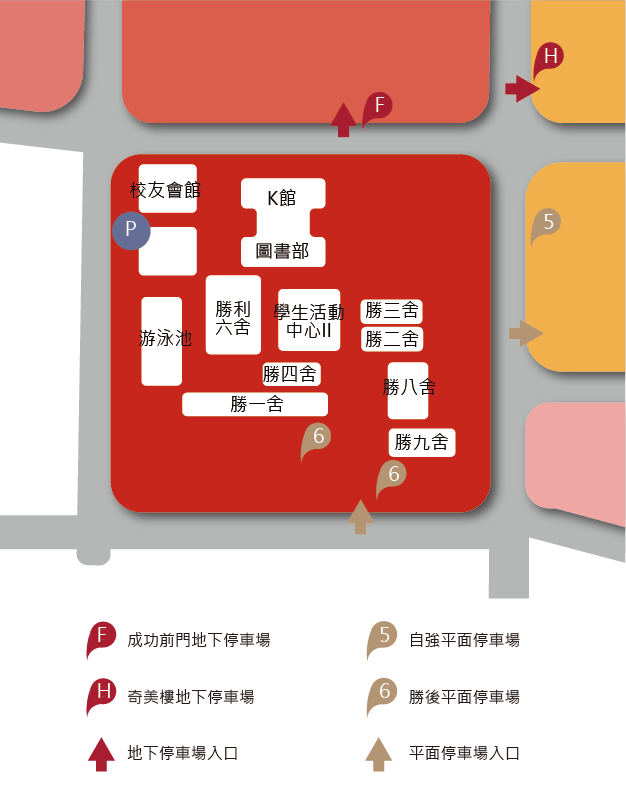 H
F
校友會館
K館
P
5
圖書部
勝利
六舍
學生活動
中心II
勝三舍
勝二舍
游泳池
勝四舍
勝八舍
勝一舍
6
勝九舍
6
F 成功前門地下停車場
5 自強平面停車場
H 奇美樓地下停車場
6 勝後平面停車場
地下停車場入口
平面停車場入口